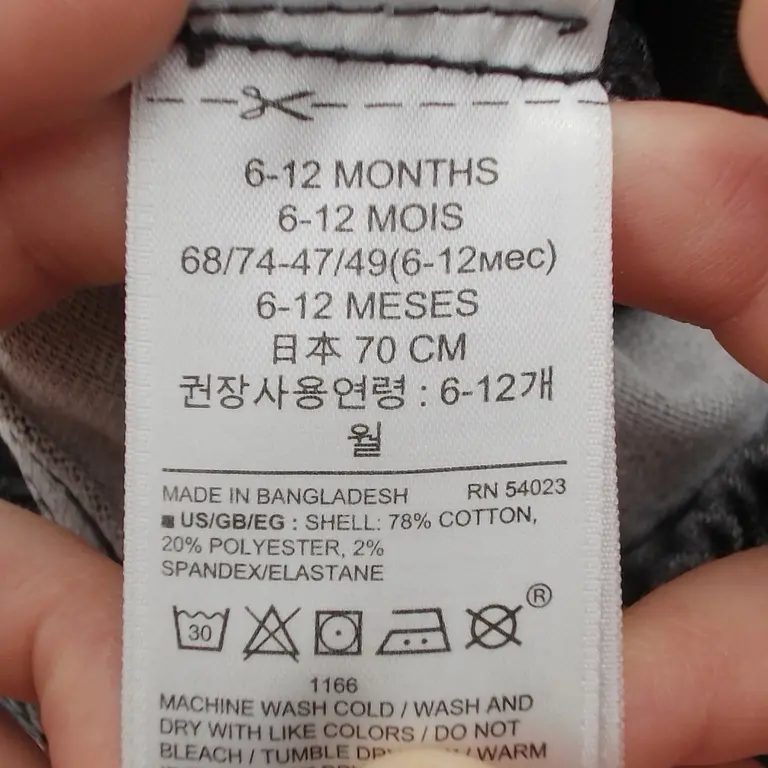 6-12 MONTHS
6-12 MOIS
68/74-47/49(6-12мес)
6-12 MESES
日本 70 CM
권장사용연령 : 6-12개
월
MADE IN BANGLADESH RN 54023
■ US/GB/EG : SHELL: 78% COTTON,
20% POLYESTER, 2%
SPANDEX/ELASTANE
30 ®
1166
MACHINE WASH COLD / WASH AND
DRY WITH LIKE COLORS / DO NOT
BLEACH / TUMBLE / WARM